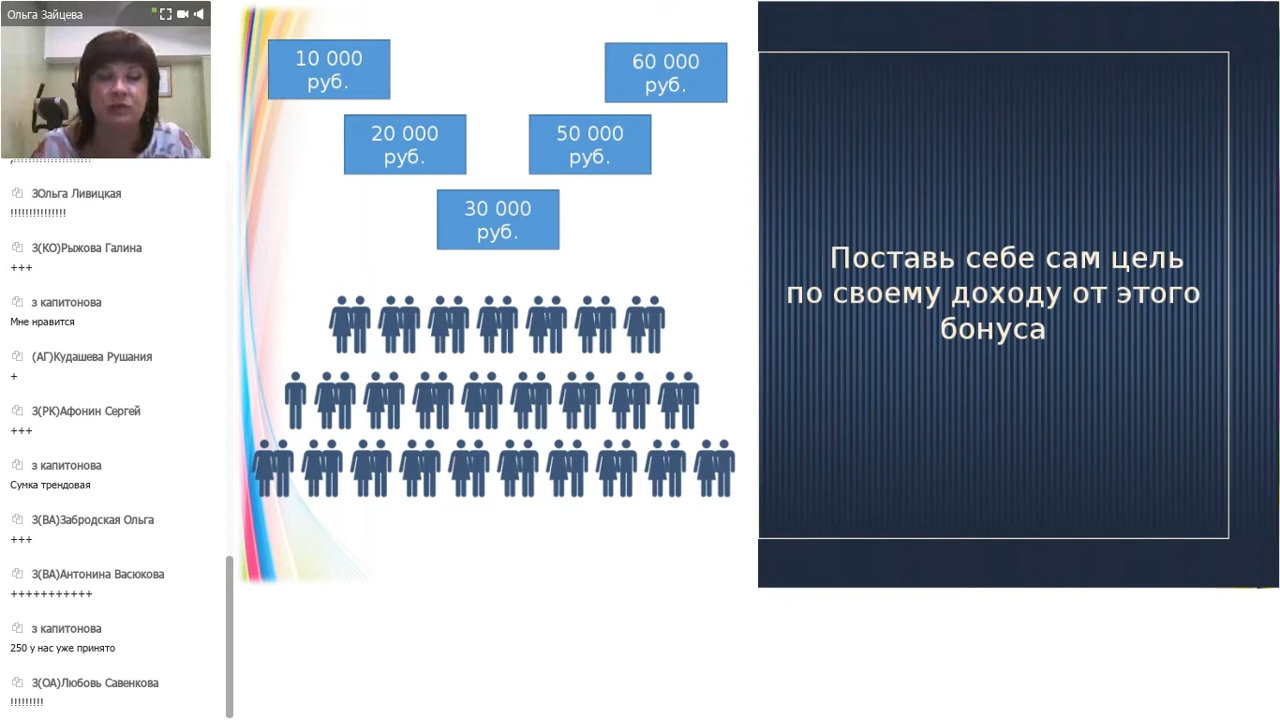 Ольга Зайцева
,!!!!!!!!!!!!!!!!!!!!!
ЗОльга Ливицкая
!!!!!!!!!!!!!!!
З(КО)Рыжова Галина
+++
з капитонова
Мне нравится
(АГ)Кудашева Рушания
+
З(РК)Афонин Сергей
+++
з капитонова
Сумка трендовая
З(ВА)Забродская Ольга
+++
З(ВА)Антонина Васюкова
+++++++++++
з капитонова
250 у нас уже принято
З(ОА)Любовь Савенкова
!!!!!!!!!
10 000
руб.
60 000
руб.
20 000
руб.
50 000
руб.
30 000
руб.
Поставь себе сам цель
по своему доходу от этого
бонуса